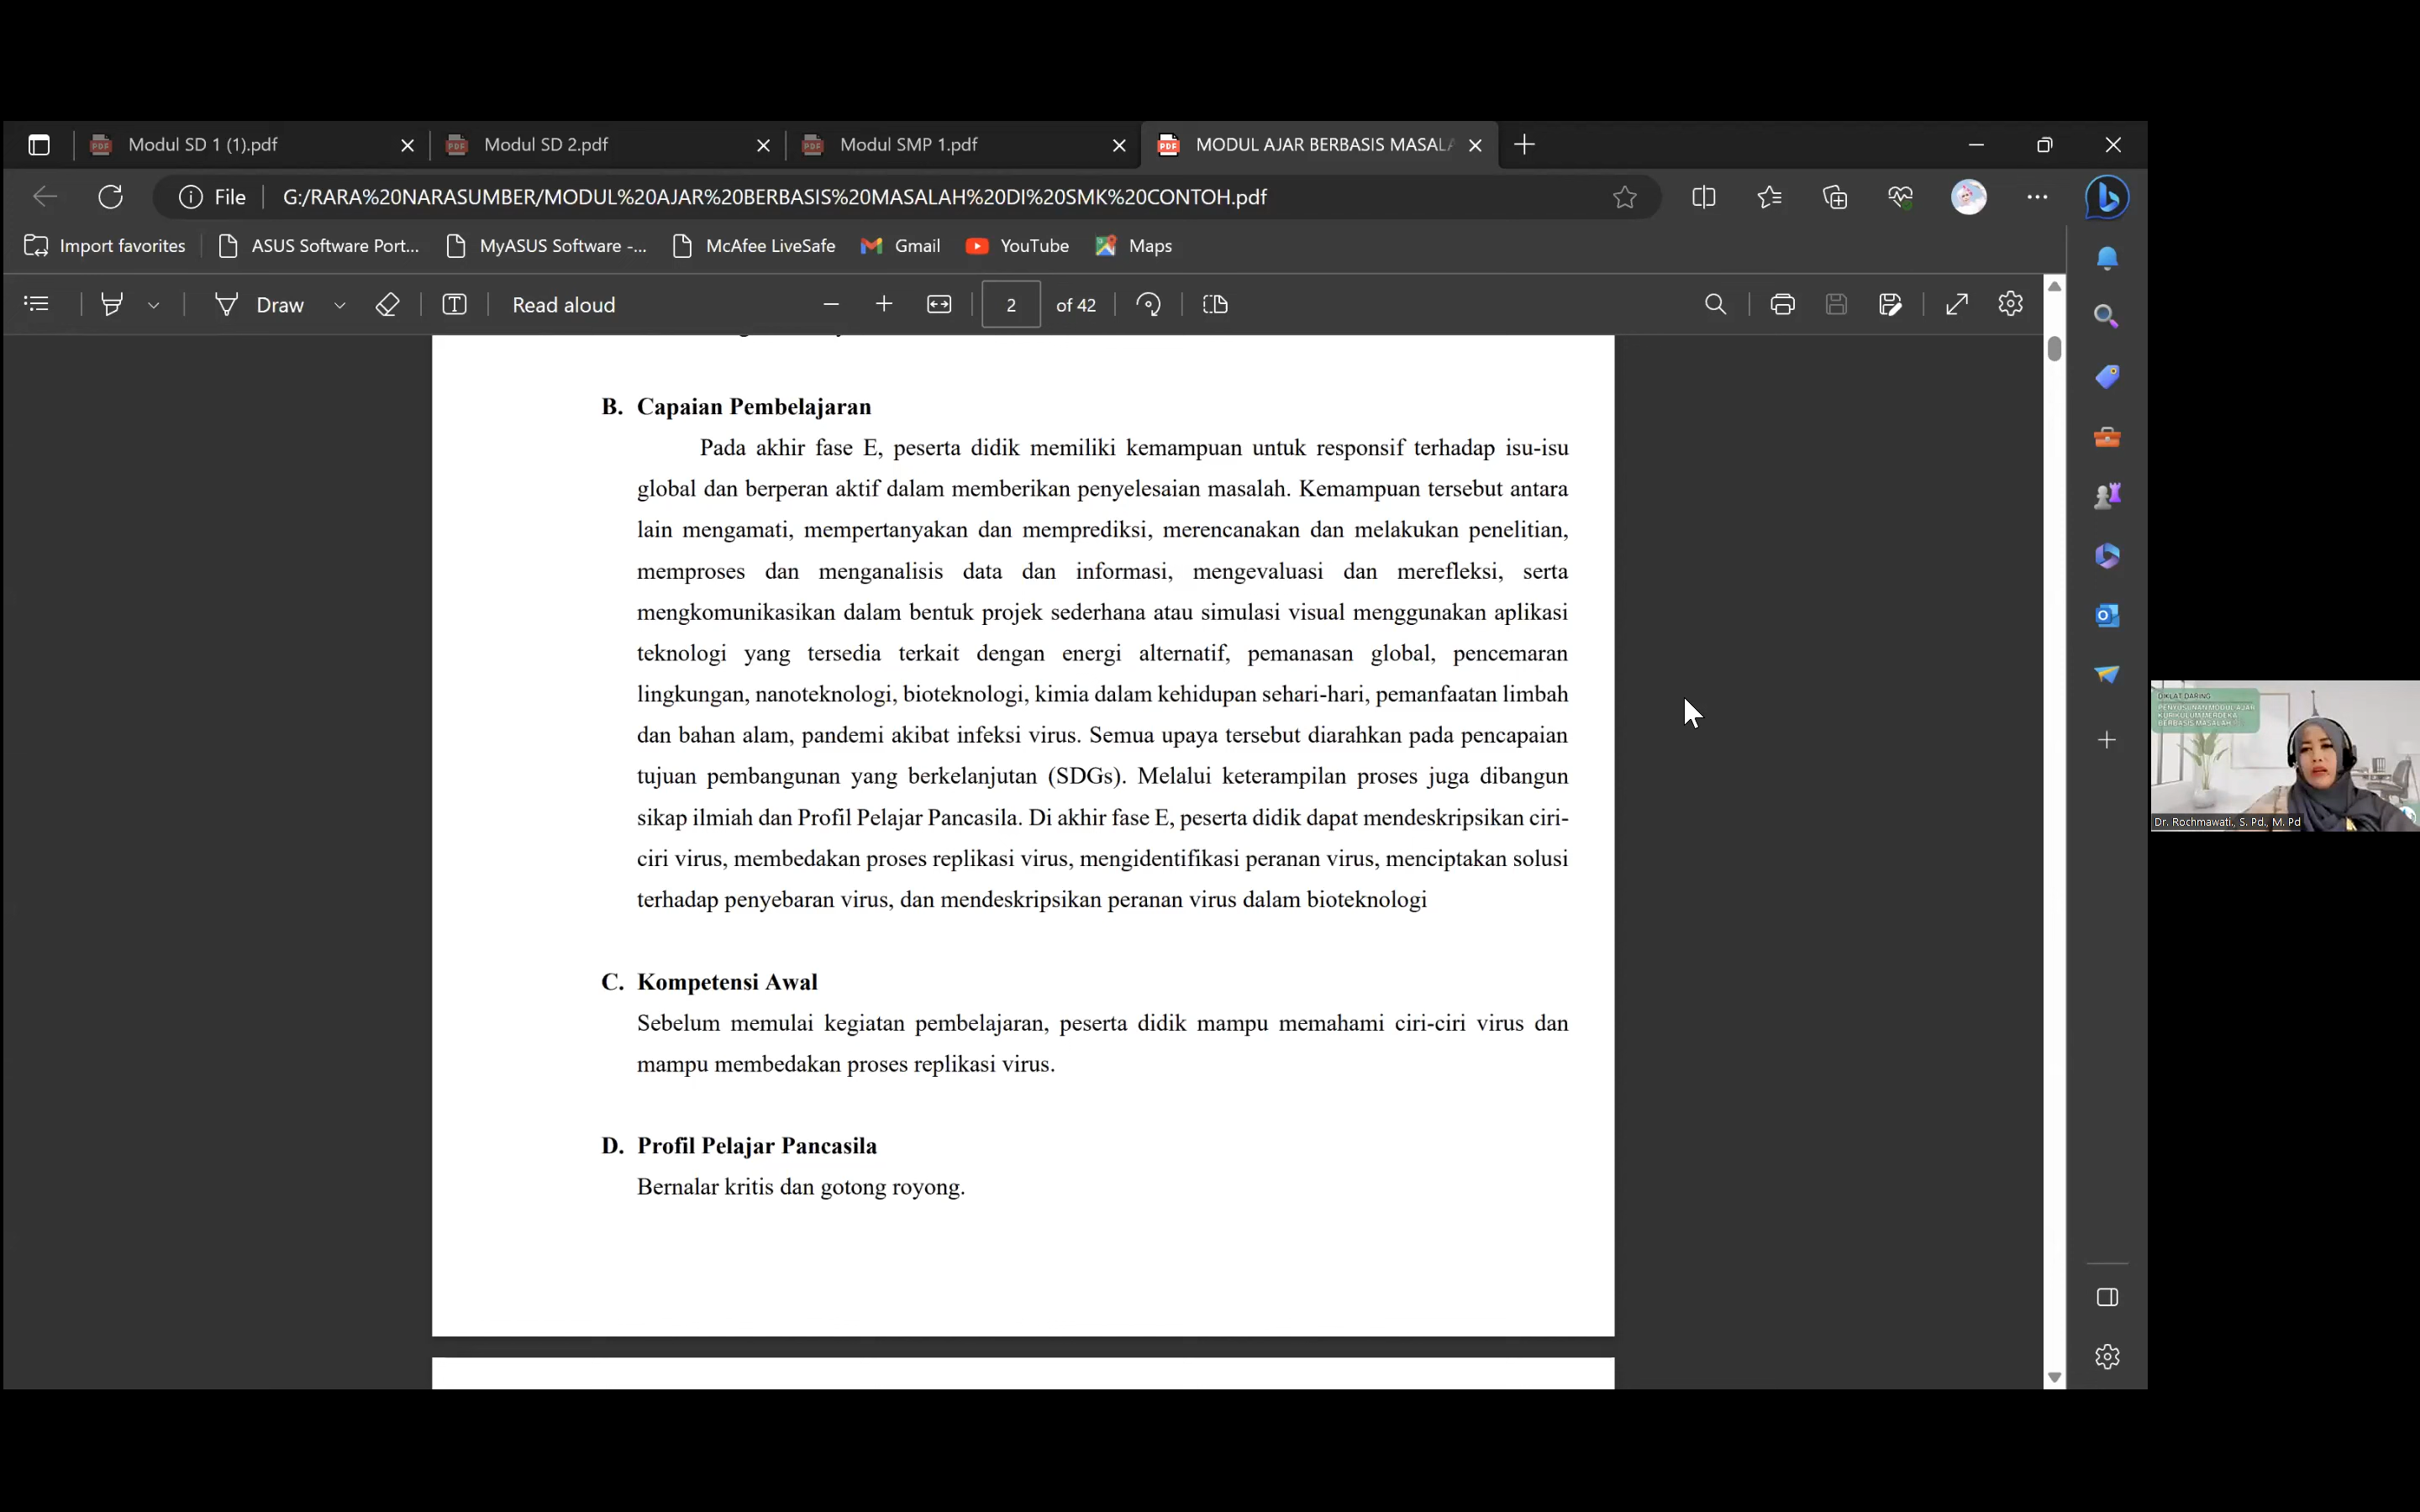 Modul SD 1 (1).pdf
Modul SD 2.pdf
Modul SMP 1.pdf
MODUL AJAR BERBASIS MASALA
File
G:/RARA%20NARASUMBER/MODUL%20AJAR%20BERBASIS%20MASALAH%20DI%20SMK%20CONTOH.pdf
Import favorites
ASUS Software Port...
MyASUS Software -...
McAfee LiveSafe
Gmail
YouTube
Maps
Draw
Read aloud
2
of 42
B. Capaian Pembelajaran
Pada akhir fase E, peserta didik memiliki kemampuan untuk responsif terhadap isu-isu
global dan berperan aktif dalam memberikan penyelesaian masalah. Kemampuan tersebut antara
lain mengamati, mempertanyakan dan memprediksi, merencanakan dan melakukan penelitian,
memproses dan menganalisis data dan informasi, mengevaluasi dan merefleksi, serta
mengkomunikasikan dalam bentuk projek sederhana atau simulasi visual menggunakan aplikasi
teknologi yang tersedia terkait dengan energi alternatif, pemanasan global, pencemaran
lingkungan, nanoteknologi, bioteknologi, kimia dalam kehidupan sehari-hari, pemanfaatan limbah
dan bahan alam, pandemi akibat infeksi virus. Semua upaya tersebut diarahkan pada pencapaian
tujuan pembangunan yang berkelanjutan (SDGs). Melalui keterampilan proses juga dibangun
sikap ilmiah dan Profil Pelajar Pancasila. Di akhir fase E, peserta didik dapat mendeskripsikan ciri-
ciri virus, membedakan proses replikasi virus, mengidentifikasi peranan virus, menciptakan solusi
terhadap penyebaran virus, dan mendeskripsikan peranan virus dalam bioteknologi
C. Kompetensi Awal
Sebelum memulai kegiatan pembelajaran, peserta didik mampu memahami ciri-ciri virus dan
mampu membedakan proses replikasi virus.
D. Profil Pelajar Pancasila
Bernalar kritis dan gotong royong.
DIKLAT DARING
PENYUSUNAN MODUL AJAR
KURIKULUM MERDEKA
BERBASIS MASALAH
Dr. Rochmawati., S. Pd., M. Pd